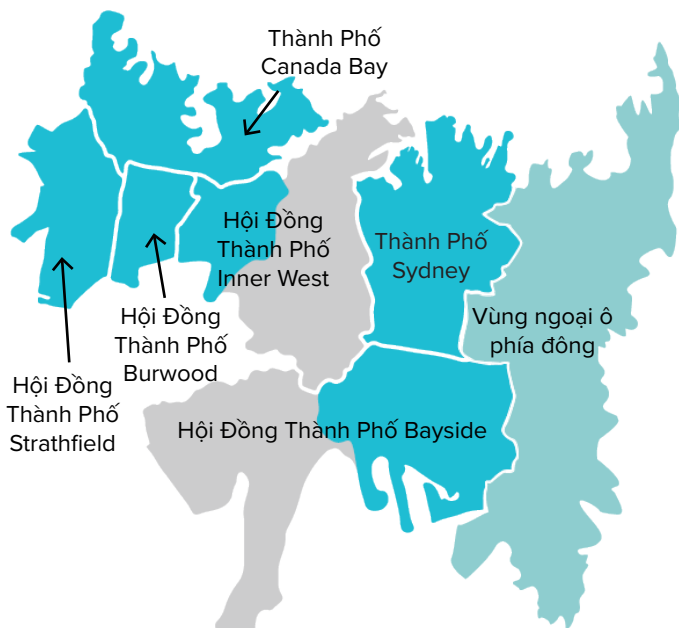 Thành Phố
Canada Bay
Hội Đồng
Thành Phố
Inner West
Thành Phố
Sydney
Vùng ngoại ô
phía đông
Hội Đồng
Thành Phố
Burwood
Hội Đồng
Thành Phố
Strathfield
Hội Đồng Thành Phố Bayside